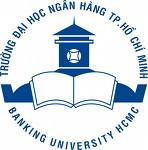 TRƯỜNG ĐẠI HỌC NGÂN HÀNG TP.HỒ CHÍ MINH
BANKING UNIVERSITY HCMC